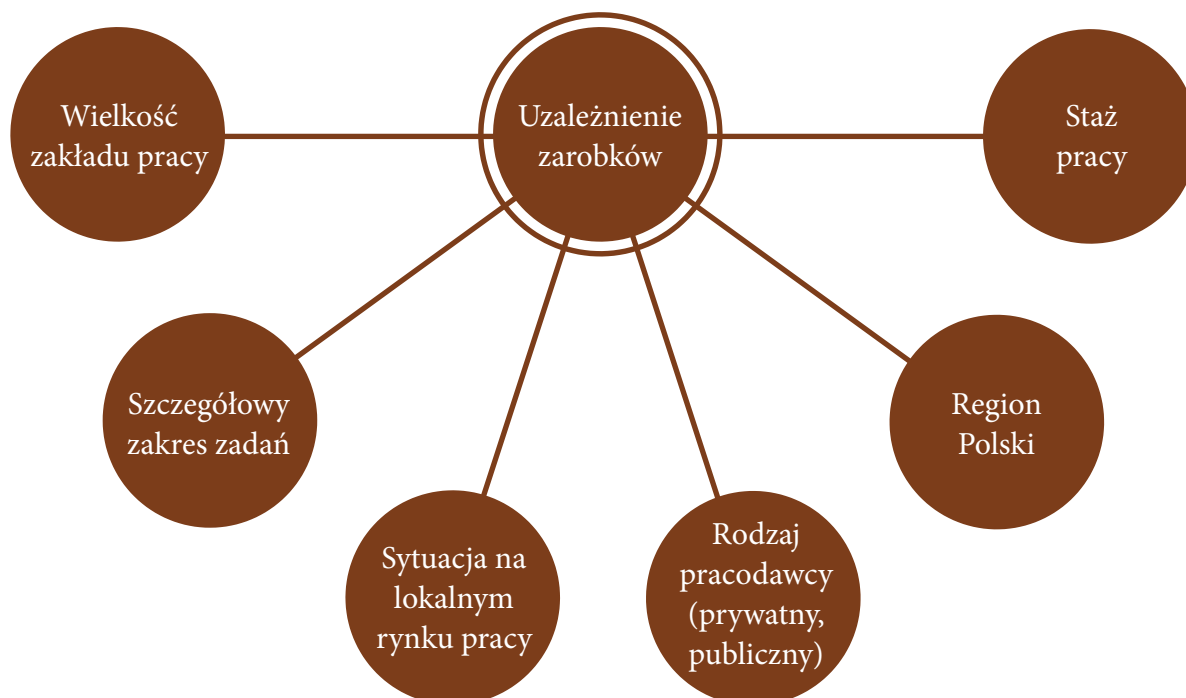 Wielkość
zakładu pracy
Uzależnienie
zarobków
Staż
pracy
Szczegółowy
zakres zadań
Region
Polski
Sytuacja na
lokalnym
rynku pracy
Rodzaj
pracodawcy
(prywatny,
publiczny)